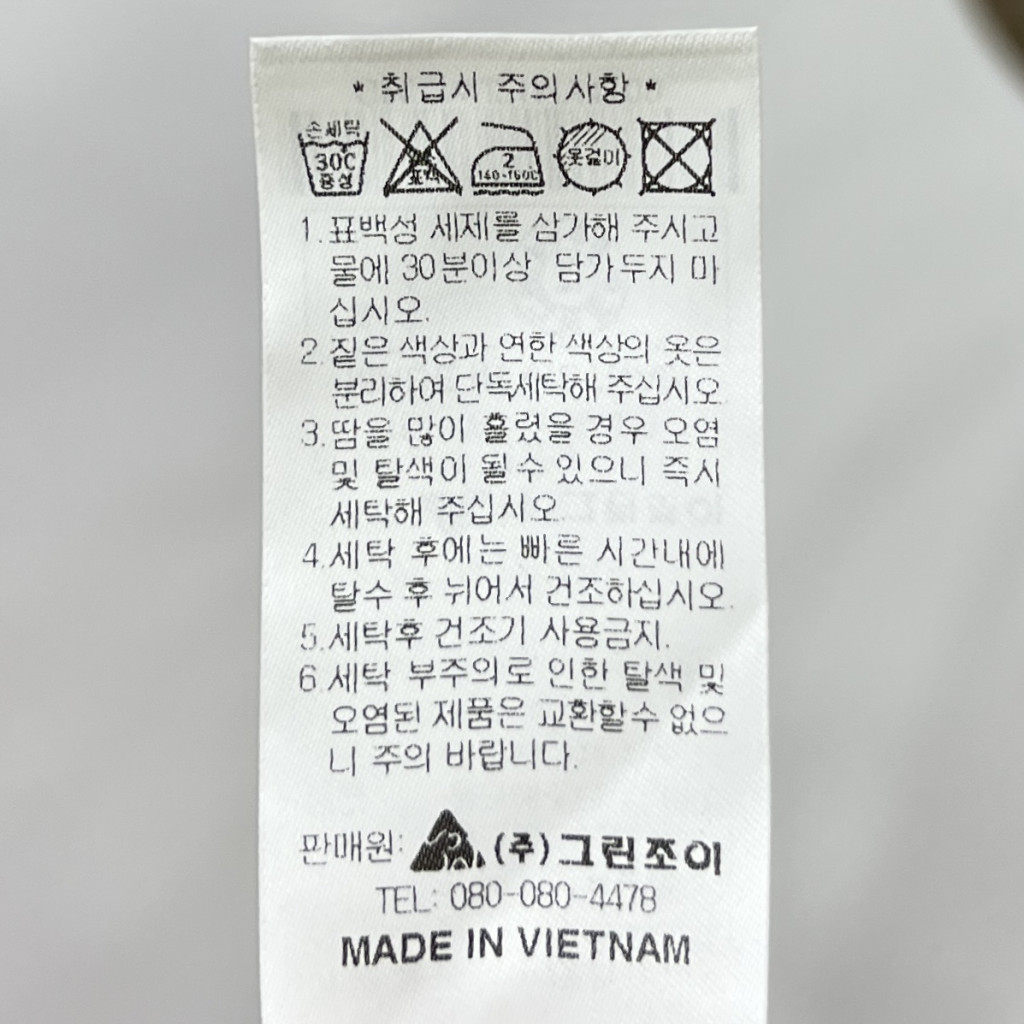 * 취급시 주의사항 *
손세탁
30C
중성
표백
2
140~160C
옷걸이
1. 표백성 세제를 삼가해 주시고
물에 30분이상 담가두지 마
십시오.
2. 짙은 색상과 연한 색상의 옷은
분리하여 단독세탁해 주십시오
3. 땀을 많이 흘렸을 경우 오염
및 탈색이 될수 있으니 즉시
세탁해 주십시오
4. 세탁 후에는 빠른 시간내에
탈수 후 뉘어서 건조하십시오.
5. 세탁후 건조기 사용금지.
6 세탁 부주의로 인한 탈색 및
오염된 제품은 교환할수 없으
니 주의 바랍니다.
판매원: (주)그린조이
TEL: 080-080-4478
MADE IN VIETNAM